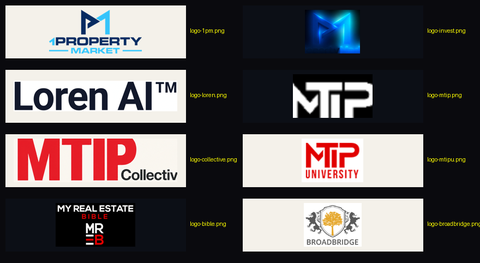 1PROPERTY
MARKET
logo-1pm.png
logo-invest.png
Loren AI™
logo-loren.png
MTIP
logo-mtip.png
MTIP Collectiv
logo-collective.png
MTIP
UNIVERSITY
logo-mtipu.png
MY REAL ESTATE
BIBLE
MR
EB
logo-bible.png
BROADBRIDGE
logo-broadbridge.png